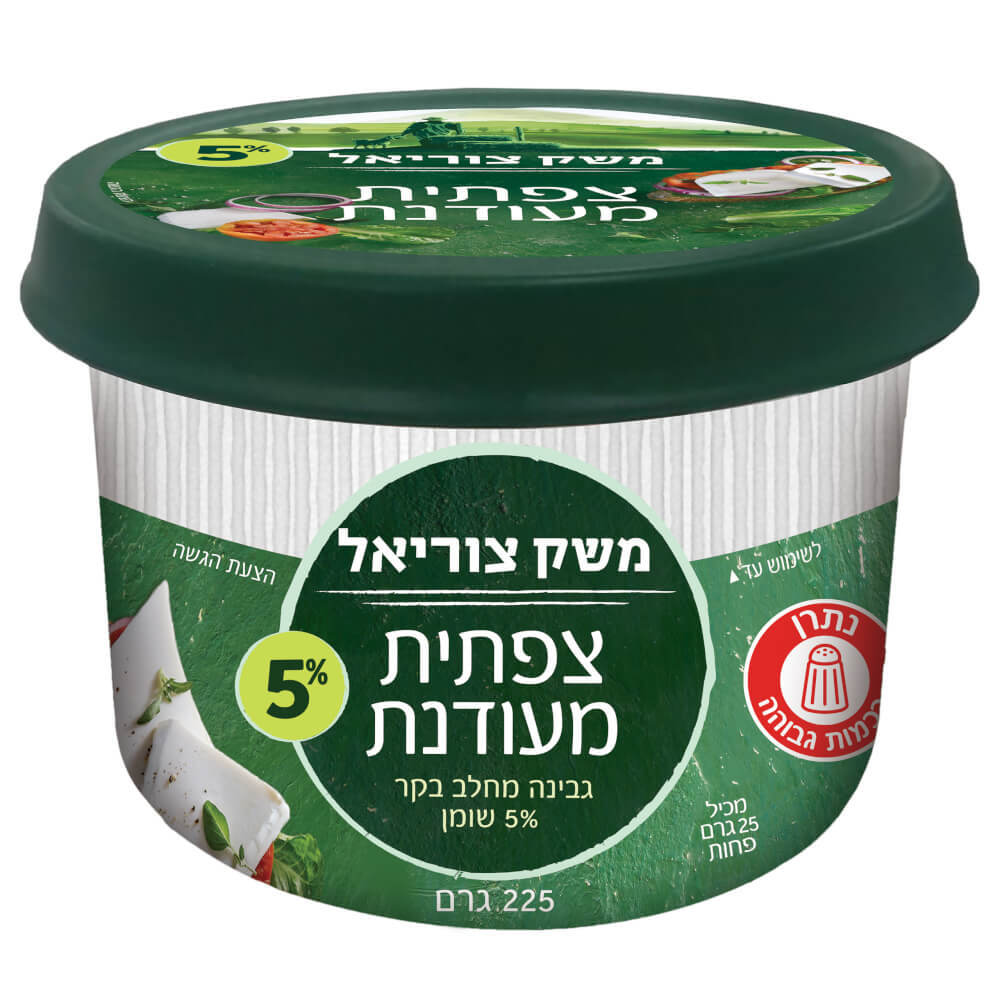 5%
משק צוריאל
צפתית
מעודנת
משק צוריאל
צפתית
מעודנת
5%
גבינה מחלב בקר
5% שומן
225 גרם
הצעת הגשה
לשימוש עד ▲
נתרן
בכמות גבוהה
מכיל
25 גרם
פחות